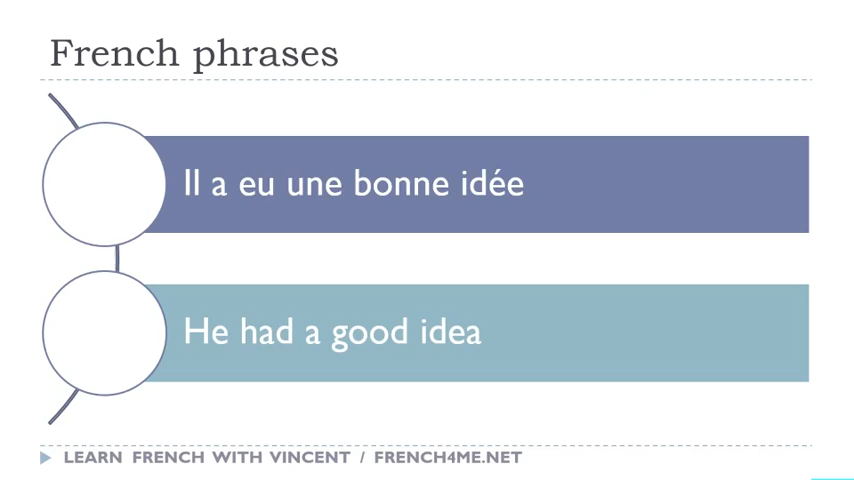 French phrases
Il a eu une bonne idée
He had a good idea
LEARN FRENCH WITH VINCENT / FRENCH4ME.NET